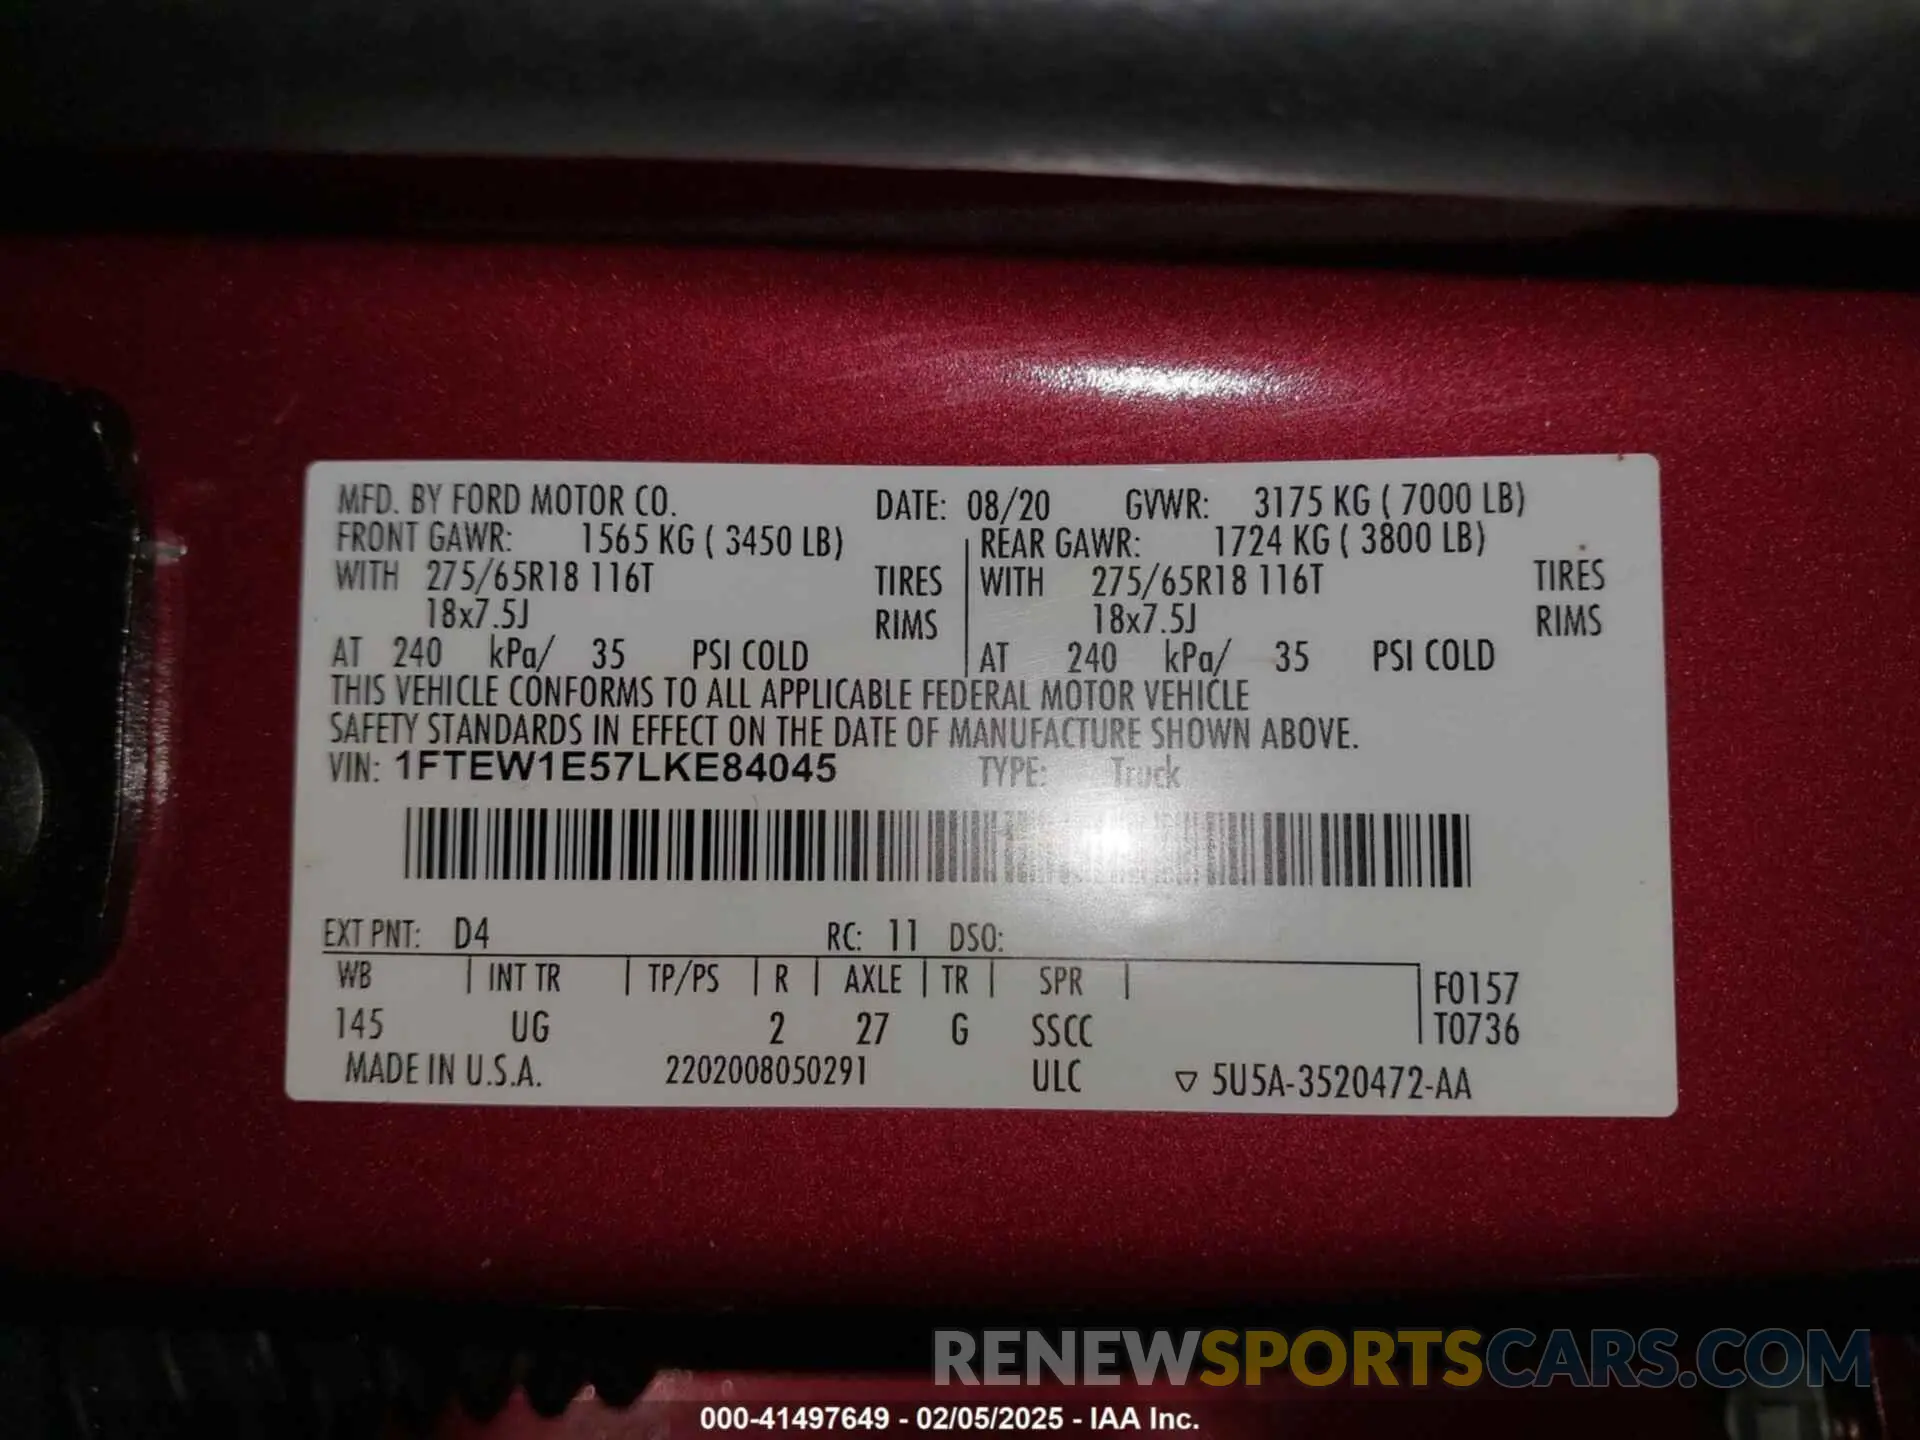 MFD. BY FORD MOTOR CO. DATE: 08/20 GVWR: 3175 KG ( 7000 LB)
FRONT GAWR: 1565 KG ( 3450 LB) REAR GAWR: 1724 KG ( 3800 LB)
WITH 275/65R18 116T TIRES WITH 275/65R18 116T TIRES
18x7.5J RIMS 18x7.5J RIMS
AT 240 kPa/ 35 PSI COLD AT 240 kPa/ 35 PSI COLD
THIS VEHICLE CONFORMS TO ALL APPLICABLE FEDERAL MOTOR VEHICLE
SAFETY STANDARDS IN EFFECT ON THE DATE OF MANUFACTURE SHOWN ABOVE.
VIN: 1FTEW1E57LKE84045 TYPE: Truck
EXT PNT: D4 RC: 11 DSO:
WB INT TR TP/PS R AXLE TR SPR F0157
145 UG 2 27 G SSCC T0736
MADE IN U.S.A. 2202008050291 ULC ▽ 5U5A-3520472-AA
RENEWSPORTSCARS.COM
000-41497649 - 02/05/2025 - IAA Inc.